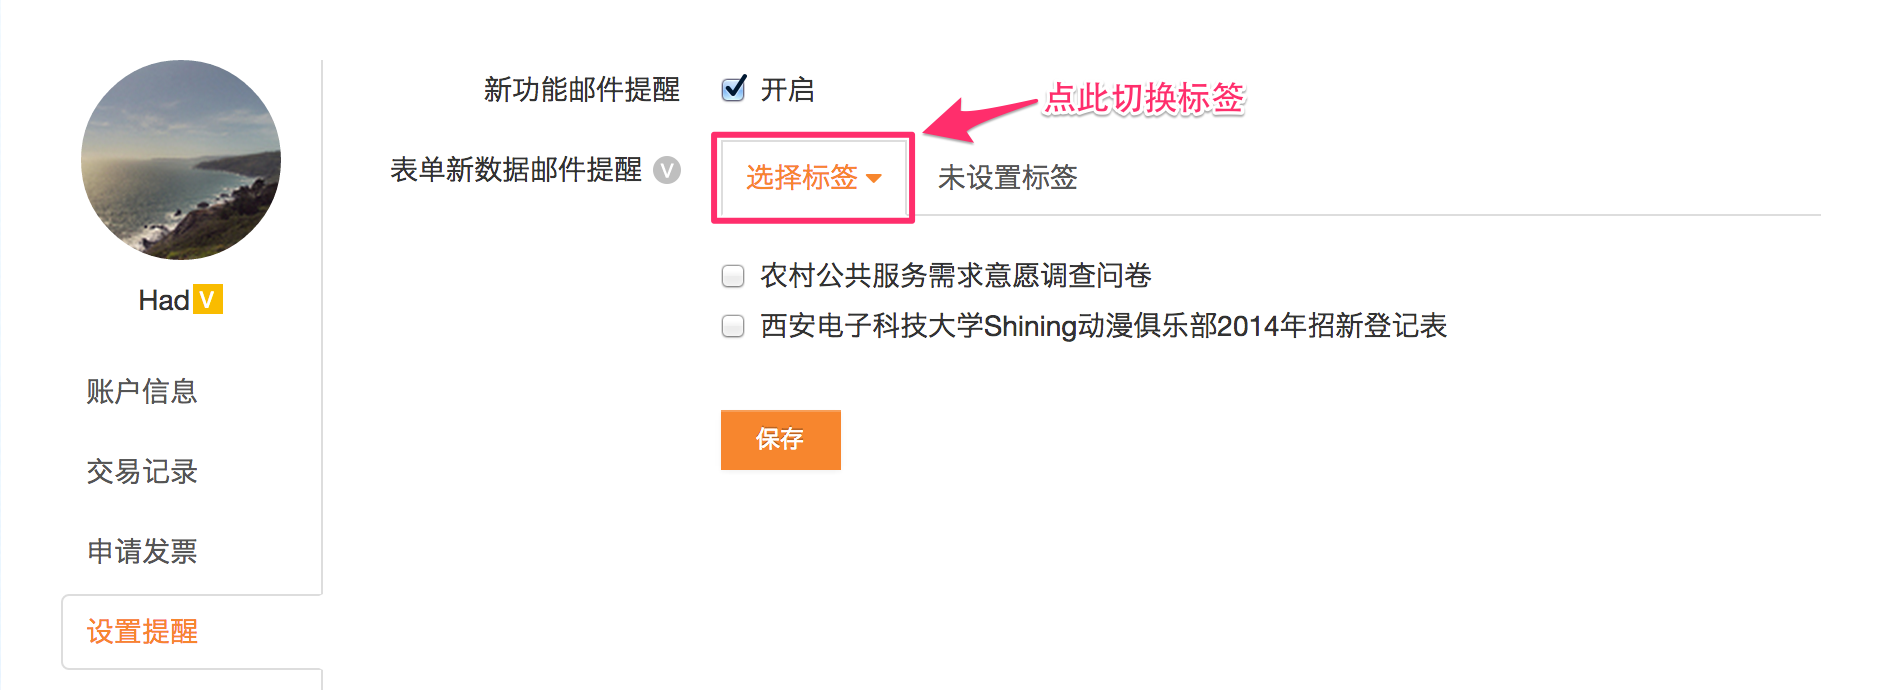 新功能邮件提醒 开启
点此切换标签
表单新数据邮件提醒 V 选择标签 未设置标签
农村公共服务需求意愿调查问卷
西安电子科技大学Shining动漫俱乐部2014年招新登记表
保存
Had V
账户信息
交易记录
申请发票
设置提醒